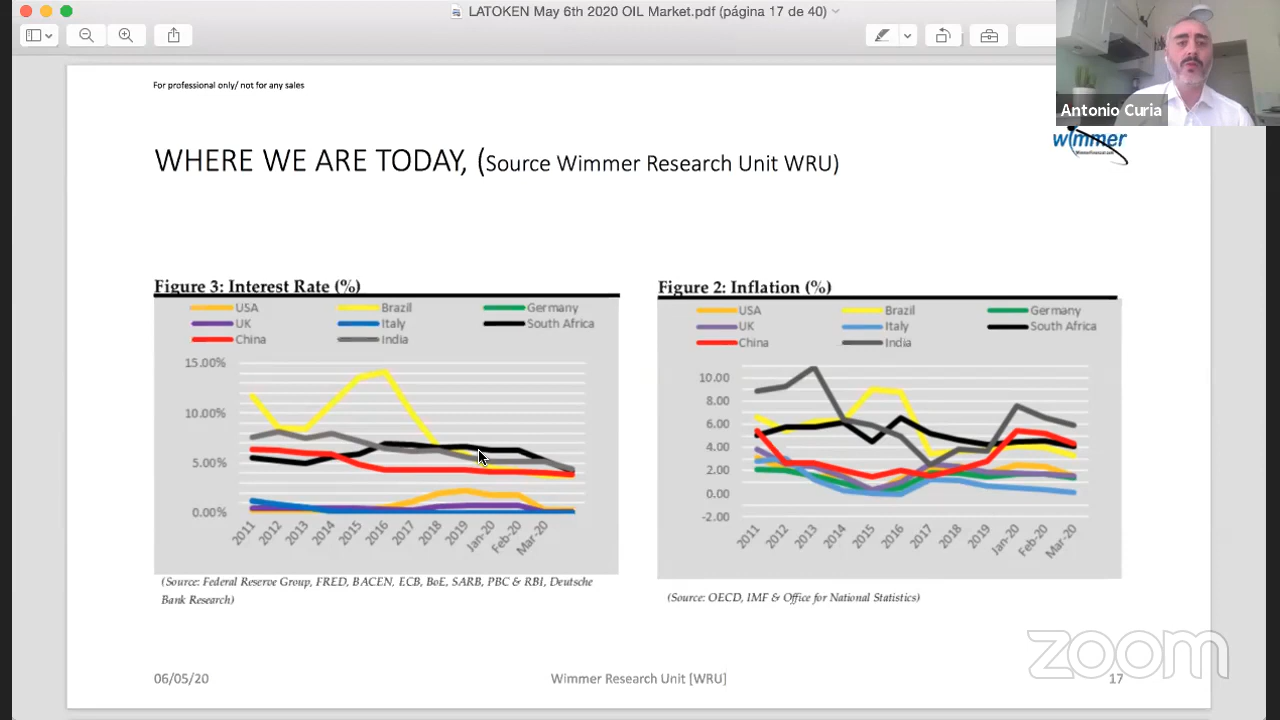 LATOKEN May 6th 2020 OIL Market.pdf (página 17 de 40)
Antonio Curia
For professional only/ not for any sales
wimmer
WHERE WE ARE TODAY, (Source Wimmer Research Unit WRU)
Figure 3: Interest Rate (%)
USA Brazil Germany
UK Italy South Africa
China India
15.00%
10.00%
5.00%
0.00%
2011 2012 2013 2014 2015 2016 2017 2018 2019 Jan-20 Feb-20 Mar-20
(Source: Federal Reserve Group, FRED, BACEN, ECB, BoE, SARB, PBC & RBI, Deutsche
Bank Research)
Figure 2: Inflation (%)
USA Brazil Germany
UK Italy South Africa
China India
10.00
8.00
6.00
4.00
2.00
0.00
-2.00
2011 2012 2013 2014 2015 2016 2017 2018 2019 Jan-20 Feb-20 Mar-20
(Source: OECD, IMF & Office for National Statistics)
zoom
06/05/20 Wimmer Research Unit [WRU] 17